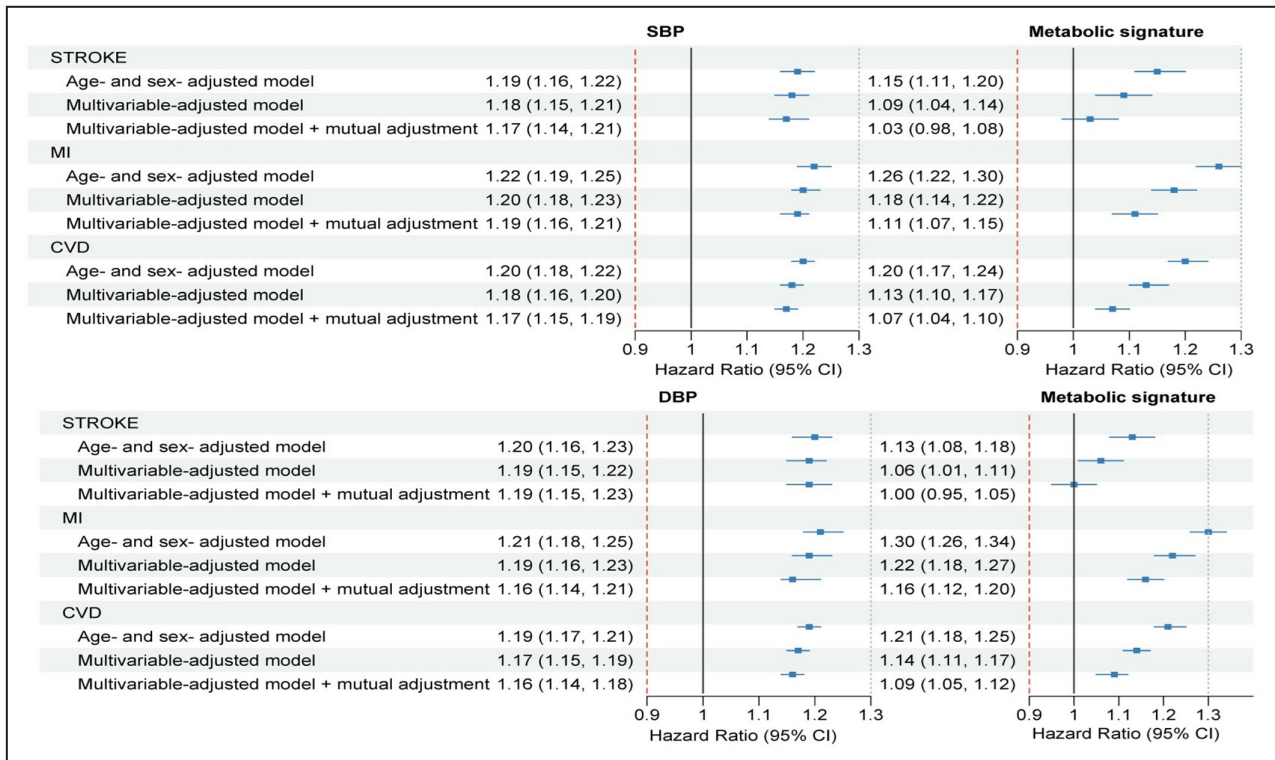 SBP Metabolic signature
STROKE
Age- and sex- adjusted model 1.19 (1.16, 1.22) 1.15 (1.11, 1.20)
Multivariable-adjusted model 1.18 (1.15, 1.21) 1.09 (1.04, 1.14)
Multivariable-adjusted model + mutual adjustment 1.17 (1.14, 1.21) 1.03 (0.98, 1.08)
MI
Age- and sex- adjusted model 1.22 (1.19, 1.25) 1.26 (1.22, 1.30)
Multivariable-adjusted model 1.20 (1.18, 1.23) 1.18 (1.14, 1.22)
Multivariable-adjusted model + mutual adjustment 1.19 (1.16, 1.21) 1.11 (1.07, 1.15)
CVD
Age- and sex- adjusted model 1.20 (1.18, 1.22) 1.20 (1.17, 1.24)
Multivariable-adjusted model 1.18 (1.16, 1.20) 1.13 (1.10, 1.17)
Multivariable-adjusted model + mutual adjustment 1.17 (1.15, 1.19) 1.07 (1.04, 1.10)
0.9 1 1.1 1.2 1.3 0.9 1 1.1 1.2 1.3
Hazard Ratio (95% CI) Hazard Ratio (95% CI)
DBP Metabolic signature
STROKE
Age- and sex- adjusted model 1.20 (1.16, 1.23) 1.13 (1.08, 1.18)
Multivariable-adjusted model 1.19 (1.15, 1.22) 1.06 (1.01, 1.11)
Multivariable-adjusted model + mutual adjustment 1.19 (1.15, 1.23) 1.00 (0.95, 1.05)
MI
Age- and sex- adjusted model 1.21 (1.18, 1.25) 1.30 (1.26, 1.34)
Multivariable-adjusted model 1.19 (1.16, 1.23) 1.22 (1.18, 1.27)
Multivariable-adjusted model + mutual adjustment 1.16 (1.14, 1.21) 1.16 (1.12, 1.20)
CVD
Age- and sex- adjusted model 1.19 (1.17, 1.21) 1.21 (1.18, 1.25)
Multivariable-adjusted model 1.17 (1.15, 1.19) 1.14 (1.11, 1.17)
Multivariable-adjusted model + mutual adjustment 1.16 (1.14, 1.18) 1.09 (1.05, 1.12)
0.9 1 1.1 1.2 1.3 0.9 1 1.1 1.2 1.3
Hazard Ratio (95% CI) Hazard Ratio (95% CI)